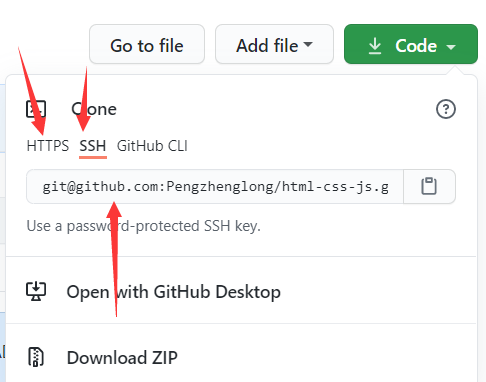 Go to file Add file Code
Clone
HTTPS SSH GitHub CLI
git@github.com:Pengzhenglong/html-css-js.g
Use a password-protected SSH key.
Open with GitHub Desktop
Download ZIP